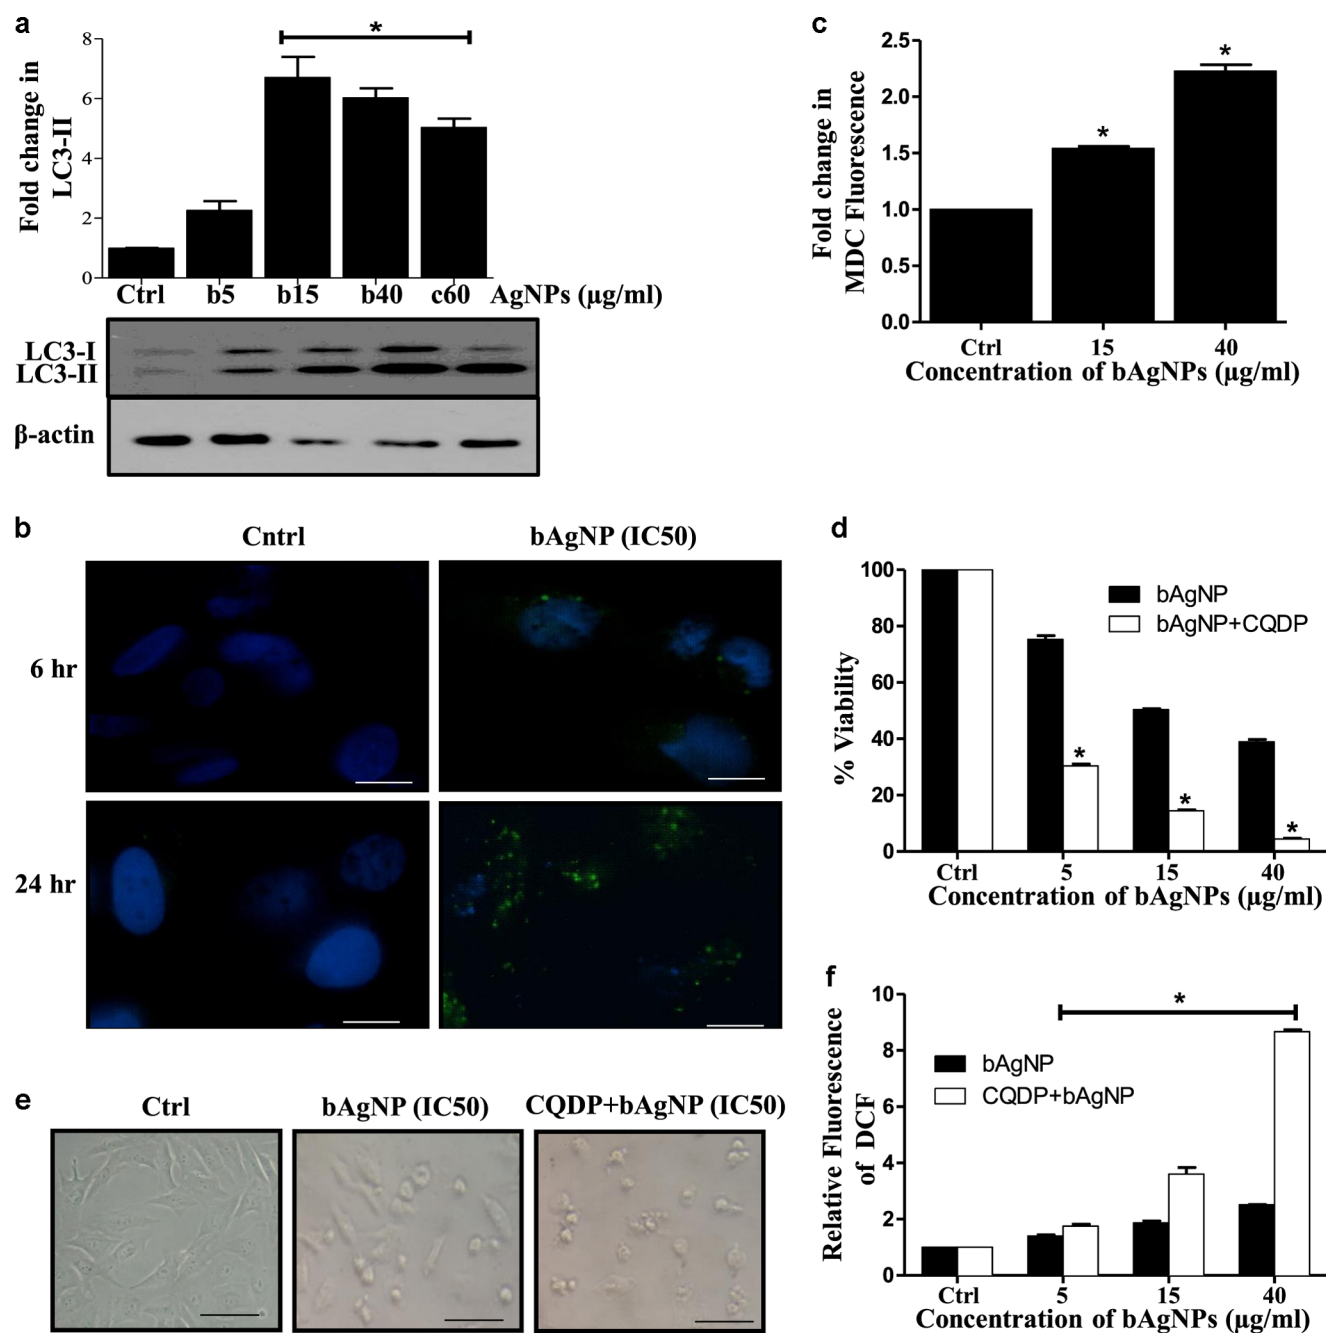 a
*
8
6
4
2
0
Fold change in
LC3-II
Ctrl b5 b15 b40 c60 AgNPs (µg/ml)
LC3-I
LC3-II
β-actin
c
2.5
2.0
1.5
1.0
0.5
0.0
Fold change in
MDC Fluorescence
*
*
Ctrl 15 40
Concentration of bAgNPs (µg/ml)
b
Cntrl bAgNP (IC50)
6 hr
24 hr
d
100
80
60
40
20
0
% Viability
bAgNP
bAgNP+CQDP
*
*
*
Ctrl 5 15 40
Concentration of bAgNPs (µg/ml)
e
Ctrl bAgNP (IC50) CQDP+bAgNP (IC50)
f
10
8
6
4
2
0
Relative Fluorescence
of DCF
*
bAgNP
CQDP+bAgNP
Ctrl 5 15 40
Concentration of bAgNPs (µg/ml)